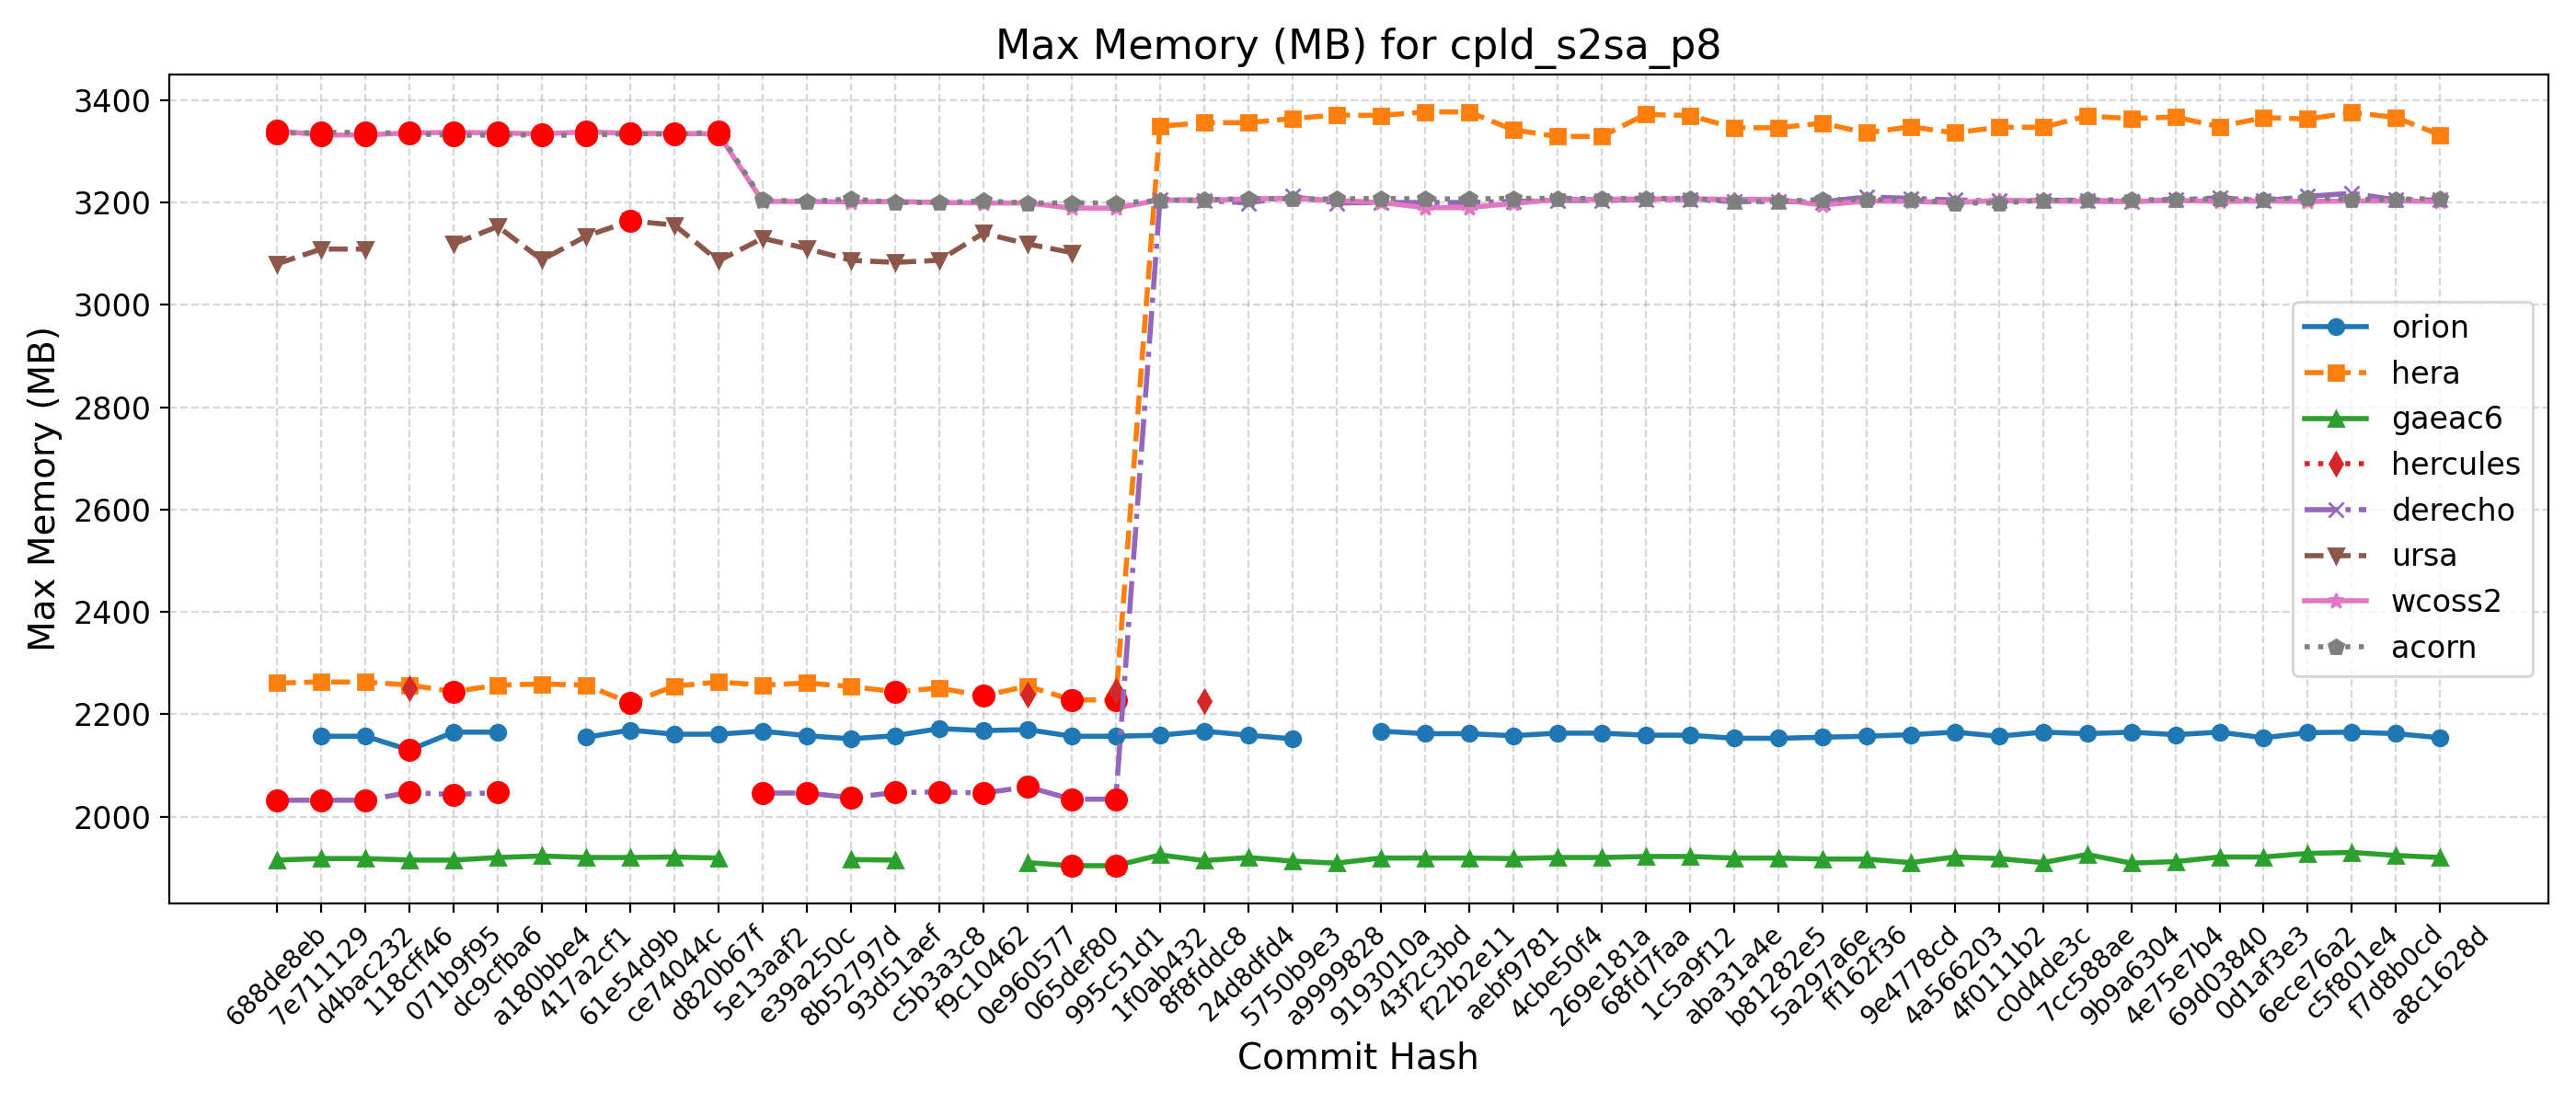 Max Memory (MB) for cpld_s2sa_p8
Max Memory (MB)
3400
3200
3000
2800
2600
2400
2200
2000
orion
hera
gaeac6
hercules
derecho
ursa
wcoss2
acorn
688de8eb
7e711129
d4bac232
118cff46
071b9f95
dc9cfba6
a180bbe4
417a2cf1
61e54d9b
ce74044c
d820b67f
5e13aaf2
e39a250c
8b52797d
93d51aef
c5b3a3c8
f9c10462
0e960577
065def80
995c51d1
1f0ab432
8f8fddc8
24d8dfd4
5750b9e3
a9999828
9193010a
43f2c3bd
f22b2e11
aebf9781
4cbe50f4
269e181a
68fd7faa
1c5a9f12
aba31a4e
b81282e5
5a297a6e
ff162f36
9e4778cd
4a566203
4f0111b2
c0d4de3c
7cc588ae
9b9a6304
4e75e7b4
69d03840
0d1af3e3
6ece76a2
c5f801e4
f7d8b0cd
a8c1628d
Commit Hash